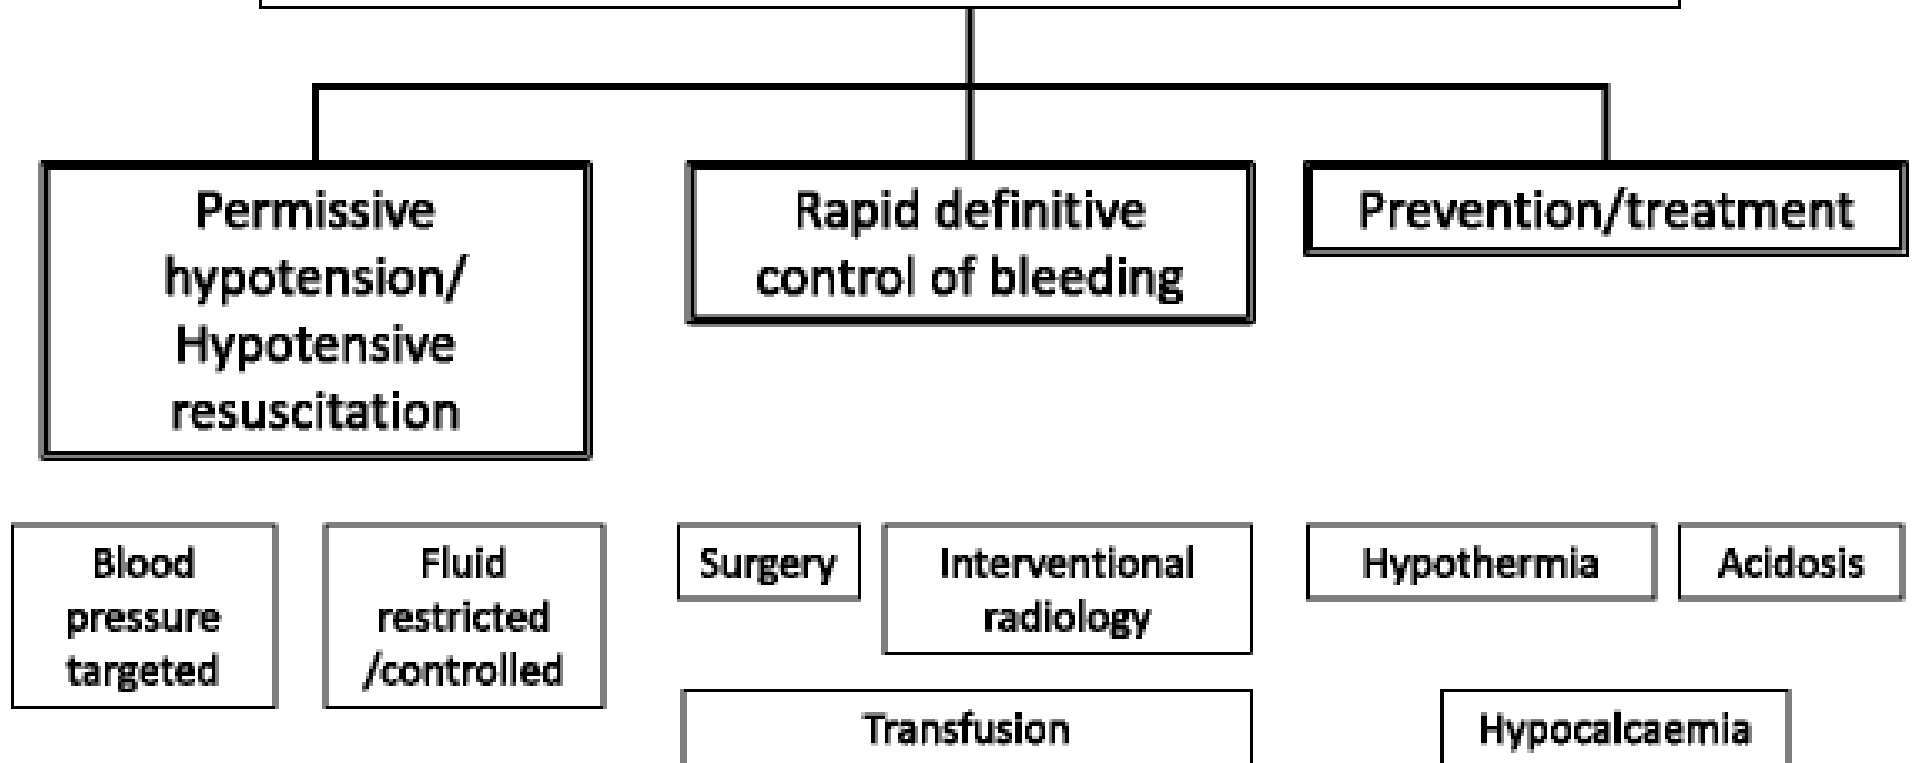 Permissive
hypotension/
Hypotensive
resuscitation
Rapid definitive
control of bleeding
Prevention/treatment
Blood
pressure
targeted
Fluid
restricted
/controlled
Surgery
Interventional
radiology
Transfusion
Hypothermia
Acidosis
Hypocalcaemia